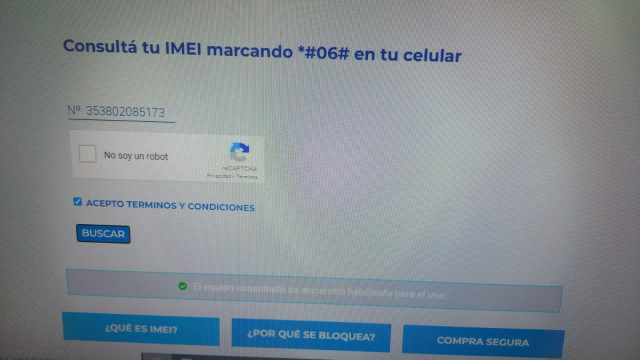 Consultá tu IMEI marcando *#06# en tu celular
Nº 353802085173
No soy un robot
reCAPTCHA
Privacidad - Términos
ACEPTO TERMINOS Y CONDICIONES
BUSCAR
El equipo consultado se encuentra habilitado para el uso.
¿QUÉ ES IMEI?
¿POR QUÉ SE BLOQUEA?
COMPRA SEGURA